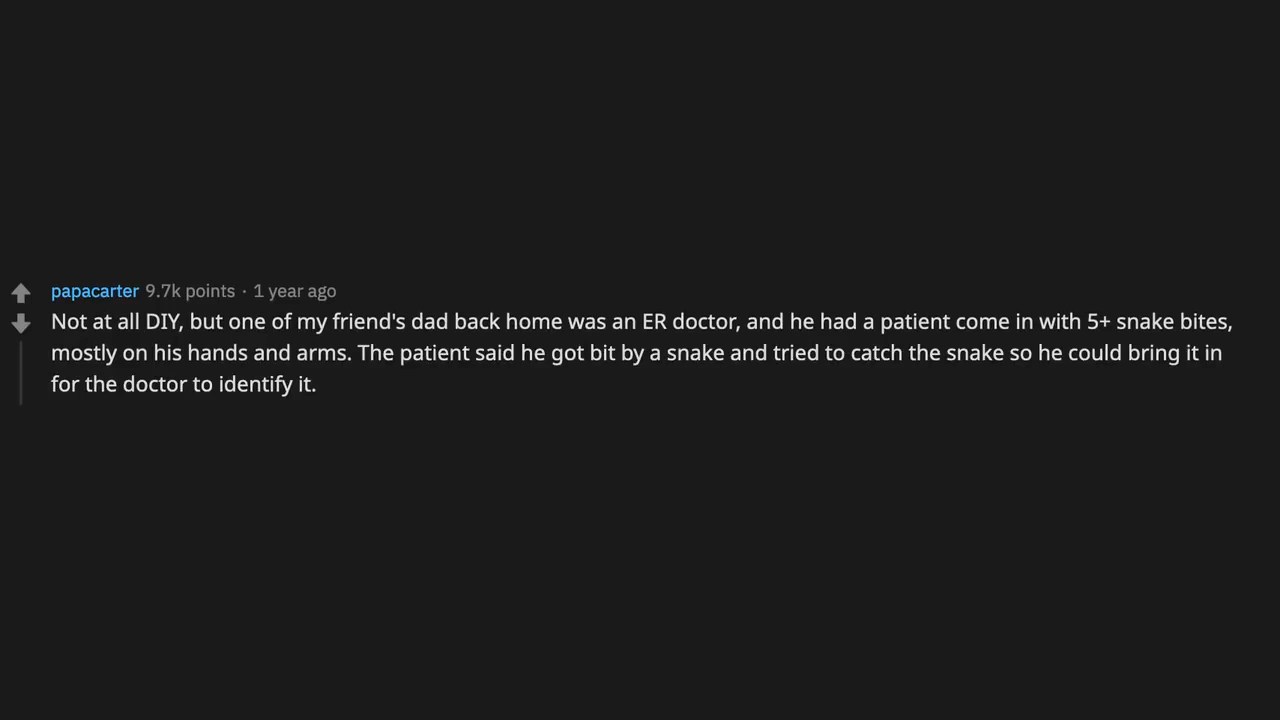 papacarter 9.7k points · 1 year ago
Not at all DIY, but one of my friend's dad back home was an ER doctor, and he had a patient come in with 5+ snake bites,
mostly on his hands and arms. The patient said he got bit by a snake and tried to catch the snake so he could bring it in
for the doctor to identify it.